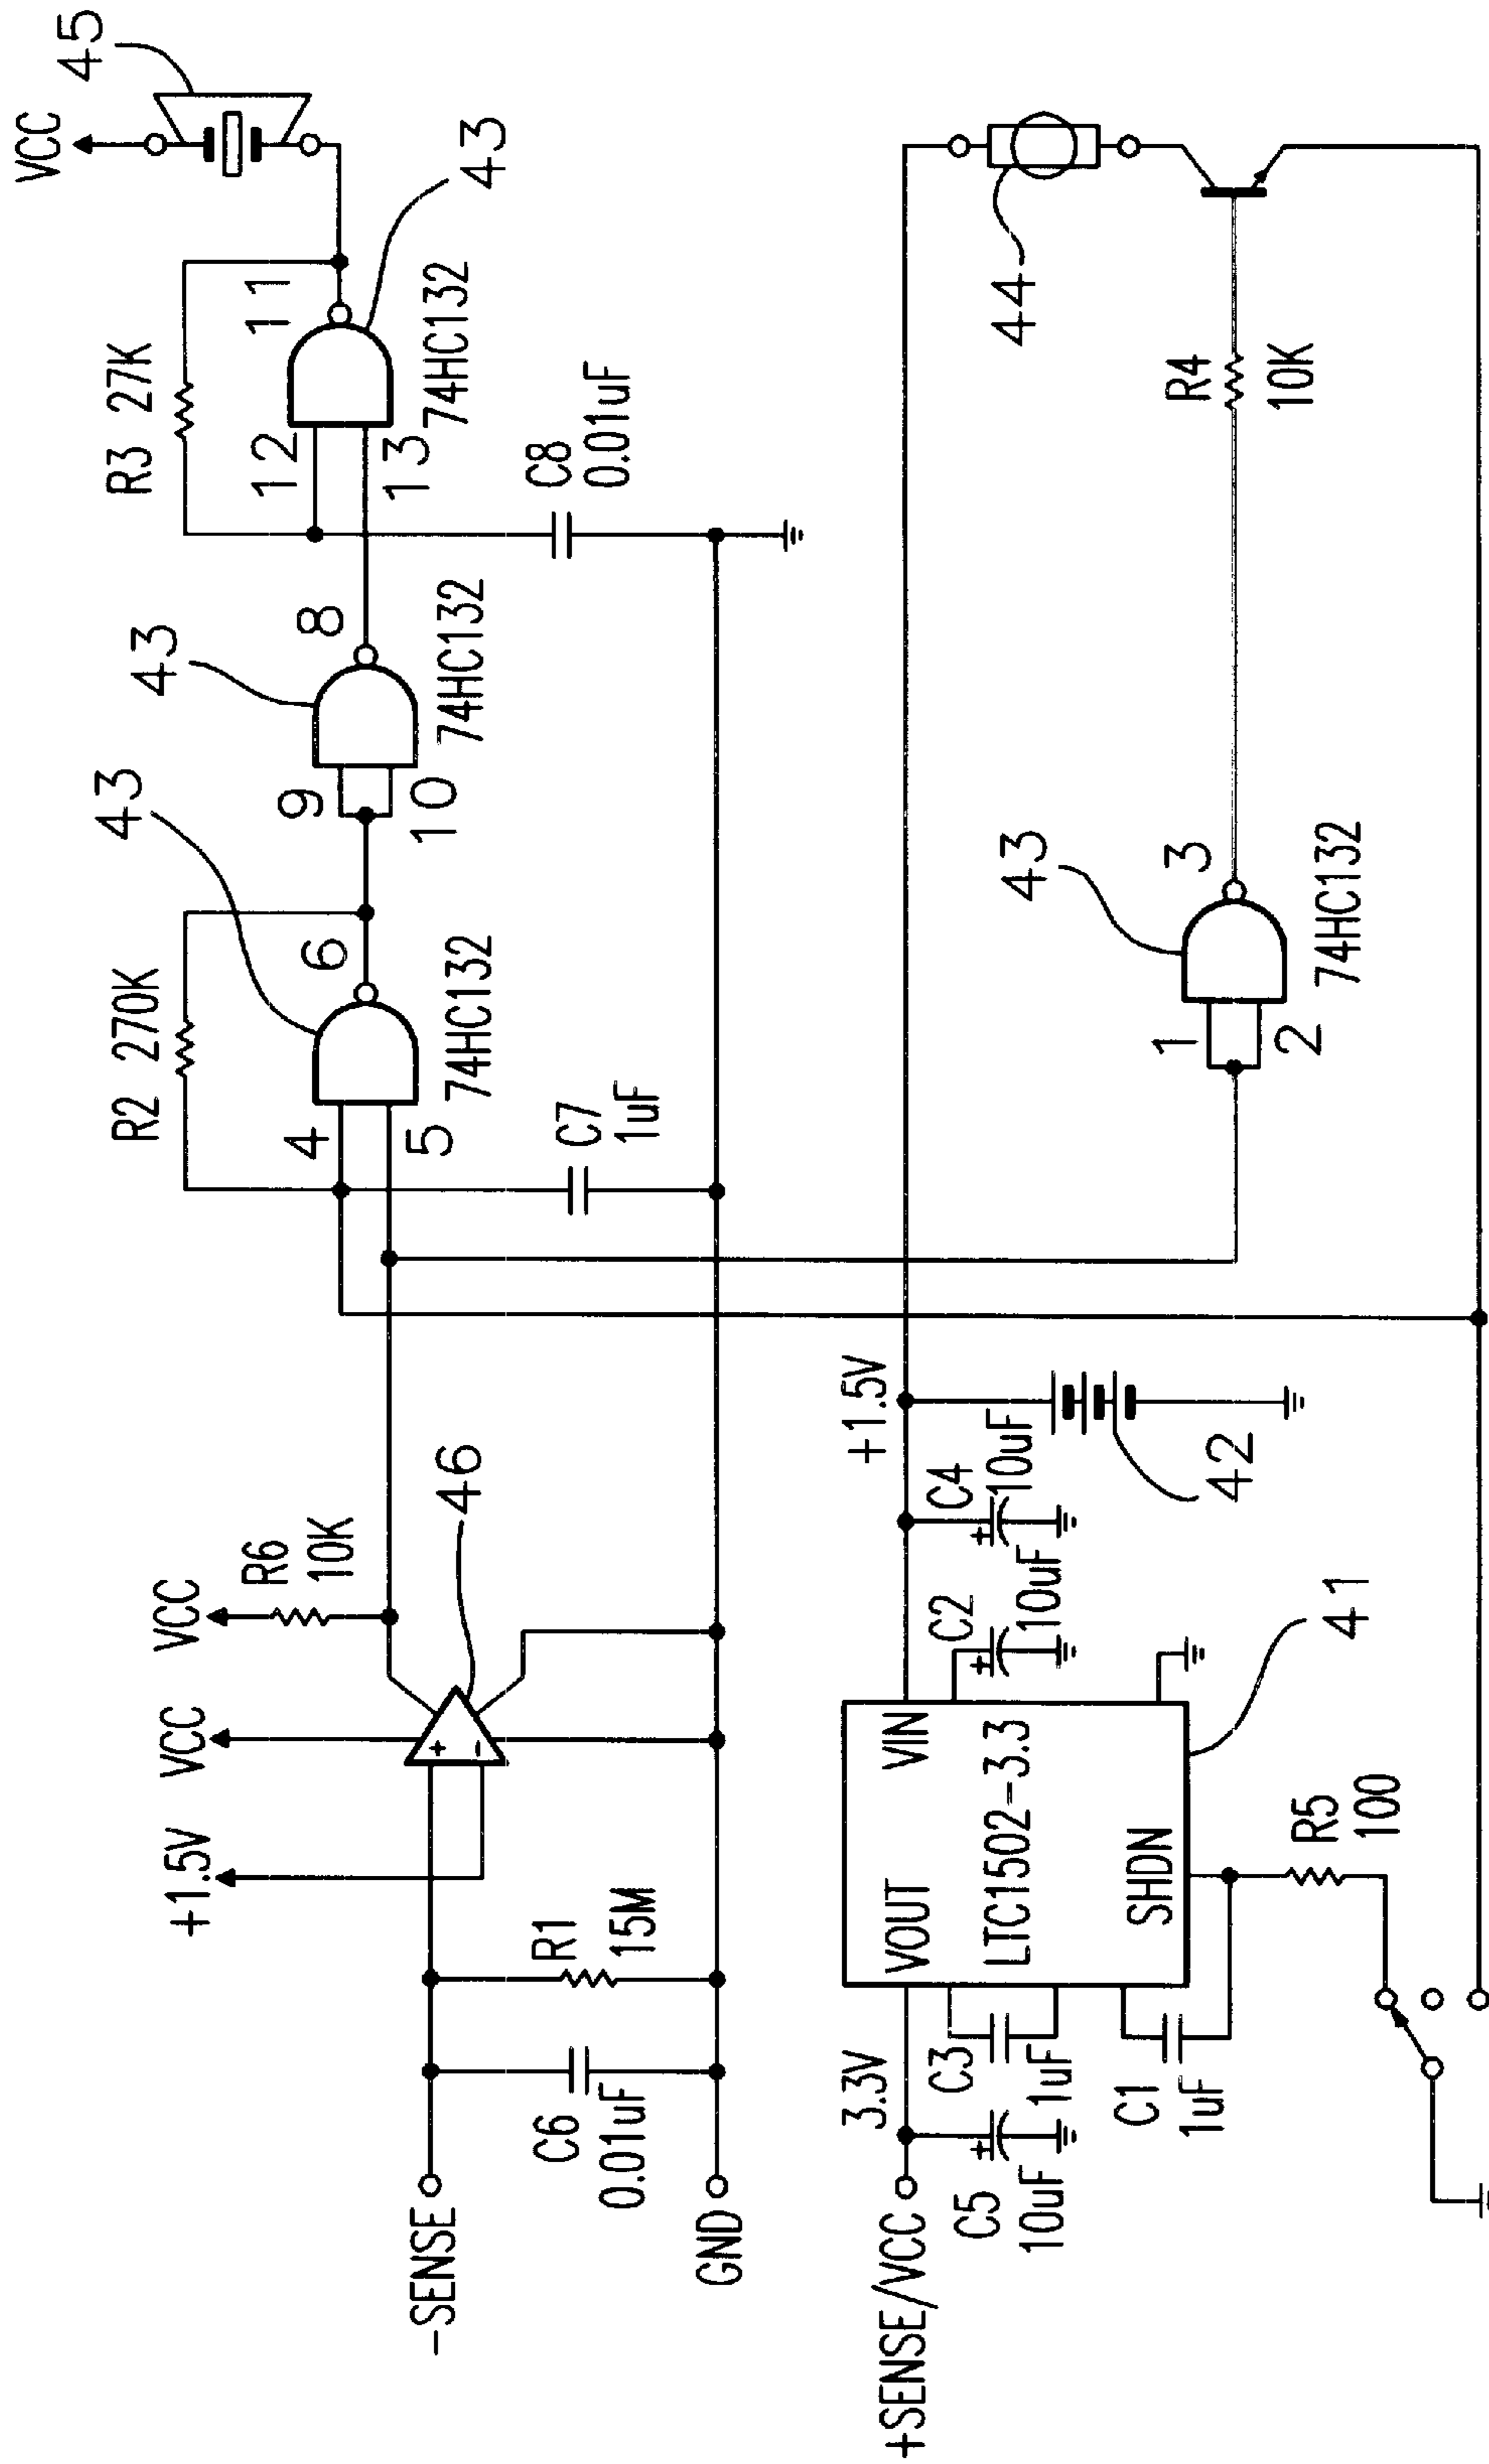 VCC
45
R3 27K
11
12
13
43
74HC132
C8
0.01uF
43
8
9
10
74HC132
43
R2 270K
6
4
5
74HC132
C7
1uF
VCC
R6
10K
VCC
46
+1.5V
R1
15M
C6
0.01uF
-SENSE
GND
44
R4
10K
43
3
1
2
74HC132
+1.5V
42
C4
10uF
C2
10uF
VIN
VOUT
LTC1502-3.3
SHDN
41
R5
100
3.3V
C3
1uF
C1
1uF
C5
10uF
+SENSE/VCC
+
-
+
+
+